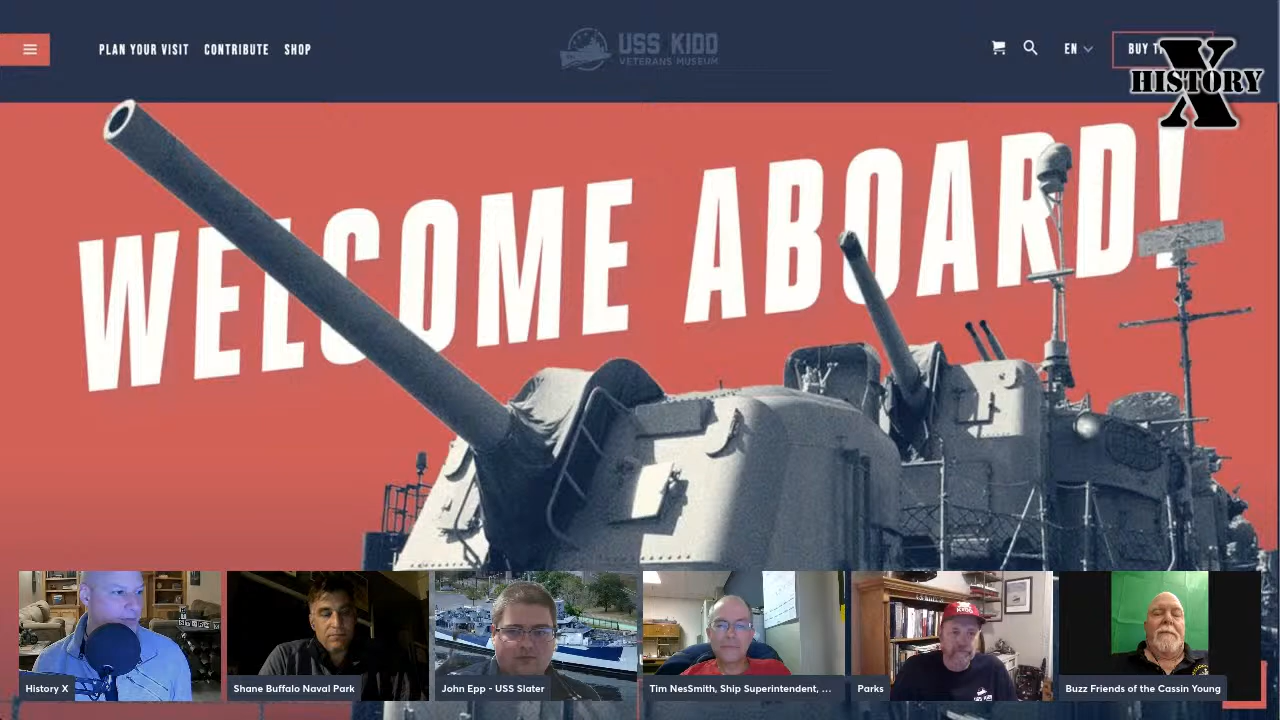 PLAN YOUR VISIT CONTRIBUTE SHOP
USS KIDD
VETERANS MUSEUM
EN
BUY
HISTORY
X
WELCOME ABOARD!
History X
Shane Buffalo Naval Park
John Epp - USS Slater
Tim NesSmith, Ship Superintendent, ...
Parks
Buzz Friends of the Cassin Young
KIDD